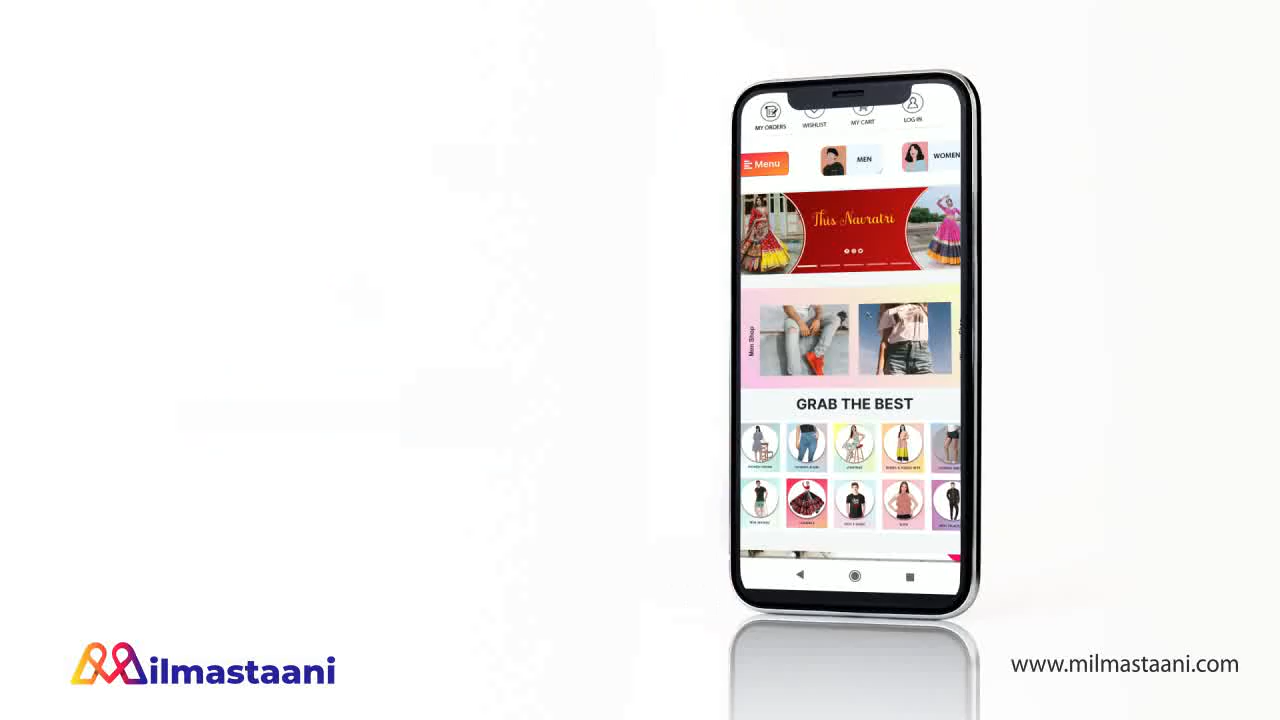 MY ORDERS
WISHLIST
MY CART
LOG IN
Menu
MEN
WOMEN
This Navratri
Men Shop
GRAB THE BEST
Milmastaani
www.milmastaani.com